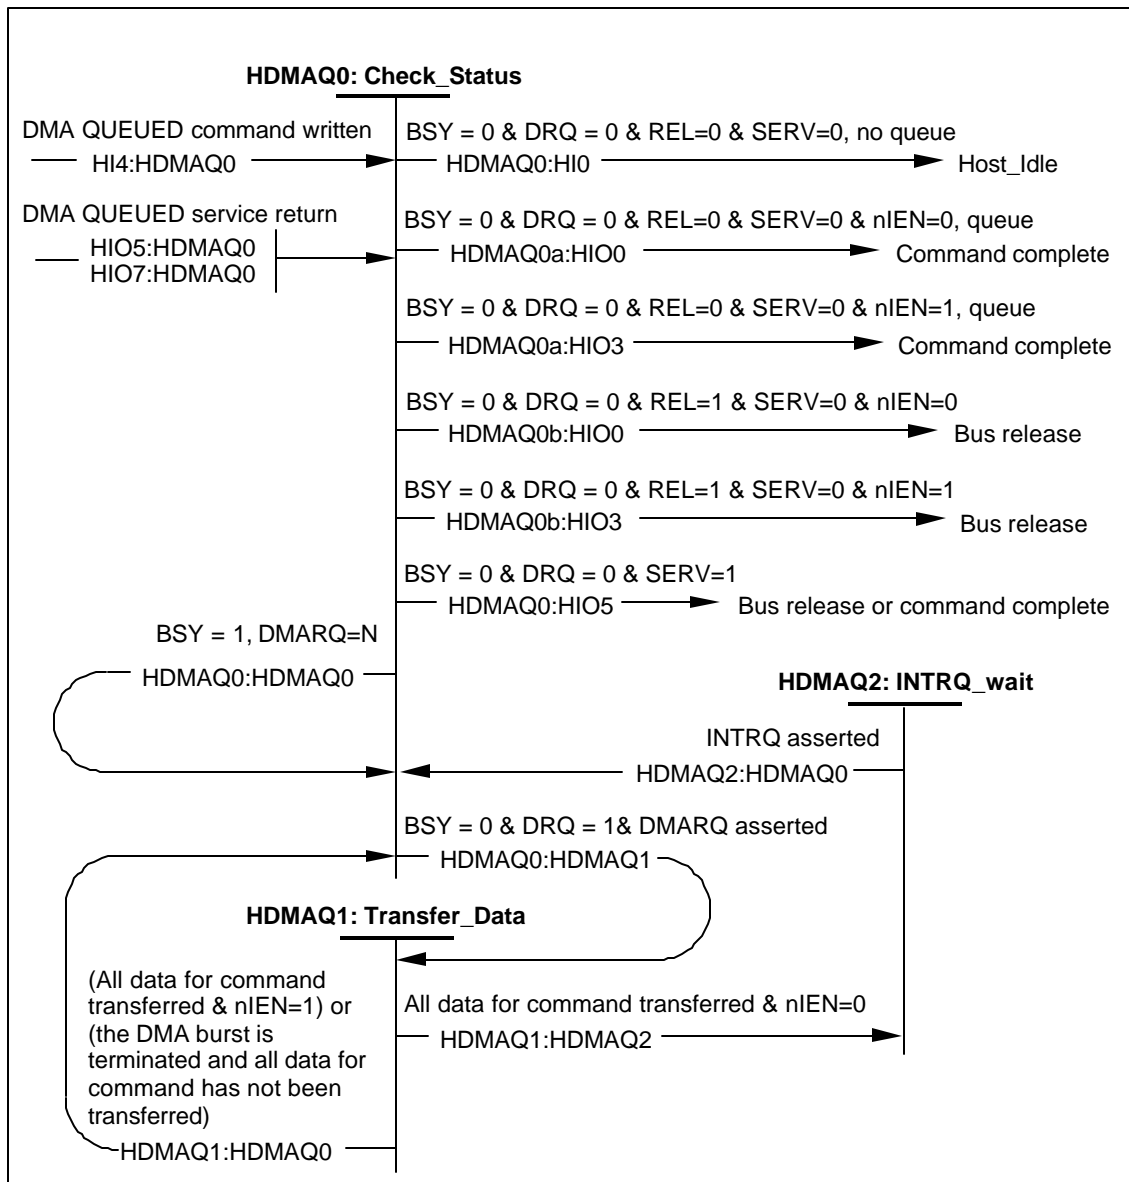 HDMAQ0: Check_Status
DMA QUEUED command written
HI4:HDMAQ0
BSY = 0 & DRQ = 0 & REL=0 & SERV=0, no queue
HDMAQ0:HI0
Host_Idle
DMA QUEUED service return
HIO5:HDMAQ0
HIO7:HDMAQ0
BSY = 0 & DRQ = 0 & REL=0 & SERV=0 & nIEN=0, queue
HDMAQ0a:HIO0
Command complete
BSY = 0 & DRQ = 0 & REL=0 & SERV=0 & nIEN=1, queue
HDMAQ0a:HIO3
Command complete
BSY = 0 & DRQ = 0 & REL=1 & SERV=0 & nIEN=0
HDMAQ0b:HIO0
Bus release
BSY = 0 & DRQ = 0 & REL=1 & SERV=0 & nIEN=1
HDMAQ0b:HIO3
Bus release
BSY = 0 & DRQ = 0 & SERV=1
HDMAQ0:HIO5
Bus release or command complete
BSY = 1, DMARQ=N
HDMAQ0:HDMAQ0
HDMAQ2: INTRQ_wait
INTRQ asserted
HDMAQ2:HDMAQ0
BSY = 0 & DRQ = 1& DMARQ asserted
HDMAQ0:HDMAQ1
HDMAQ1: Transfer_Data
(All data for command
transferred & nIEN=1) or
(the DMA burst is
terminated and all data for
command has not been
transferred)
HDMAQ1:HDMAQ0
All data for command transferred & nIEN=0
HDMAQ1:HDMAQ2